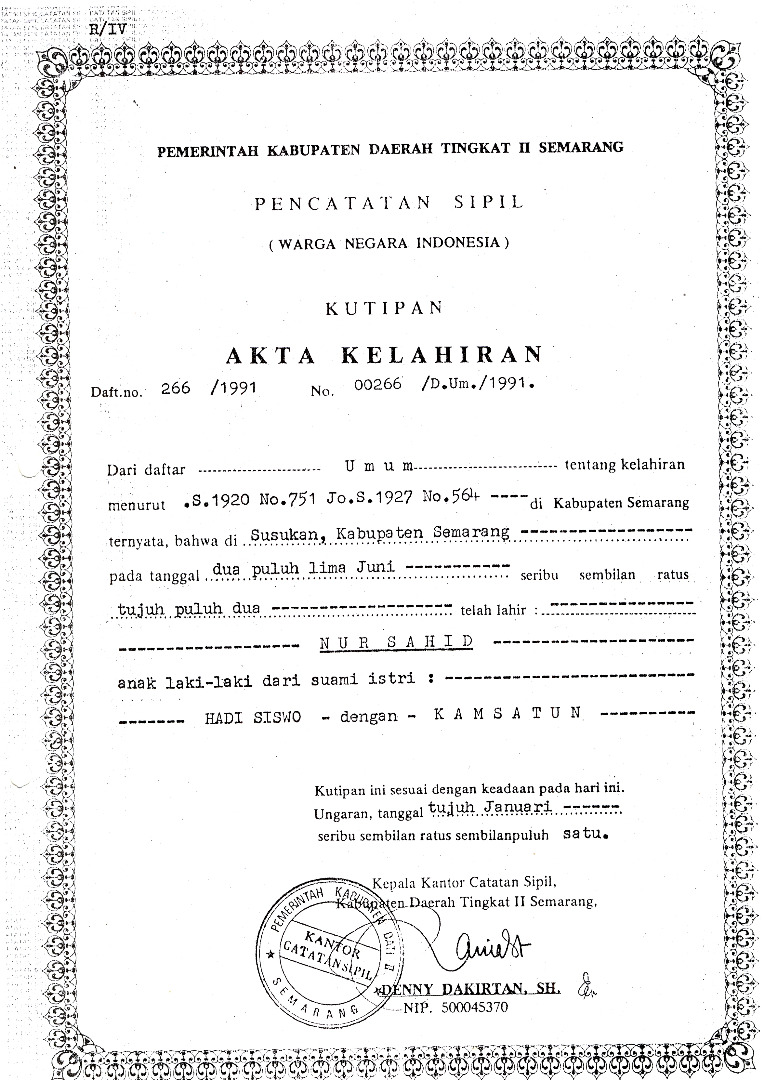 R/IV
PEMERINTAH KABUPATEN DAERAH TINGKAT II SEMARANG
PENCATATAN SIPIL
( WARGA NEGARA INDONESIA )
KUTIPAN
AKTA KELAHIRAN
Daft.no. 266 /1991 No. 00266 /D.Um./1991.
Dari daftar ------------------------ U m u m---------------------------- tentang kelahiran
menurut .S.1920 No.751 Jo.S.1927 No.564 ---- di Kabupaten Semarang
ternyata, bahwa di Susukan, Kabupaten Semarang ------------------
pada tanggal dua puluh lima Juni ----------- seribu sembilan ratus
tujuh puluh dua ------------------- telah lahir : ---------------
------------------- N U R S A H I D ---------------------
anak laki-laki dari suami istri : --------------------------
------- HADI SISWO - dengan - K A M S A T U N ----------
Kutipan ini sesuai dengan keadaan pada hari ini.
Ungaran, tanggal tujuh Januari ------
seribu sembilan ratus sembilanpuluh satu.
Kepala Kantor Catatan Sipil,
Kabupaten Daerah Tingkat II Semarang,
PEMERINTAH KABUPATEN DATI II
KANTOR
CATATAN SIPIL
SEMARANG
DENNY DAKIRTAN, SH.
NIP. 500045370